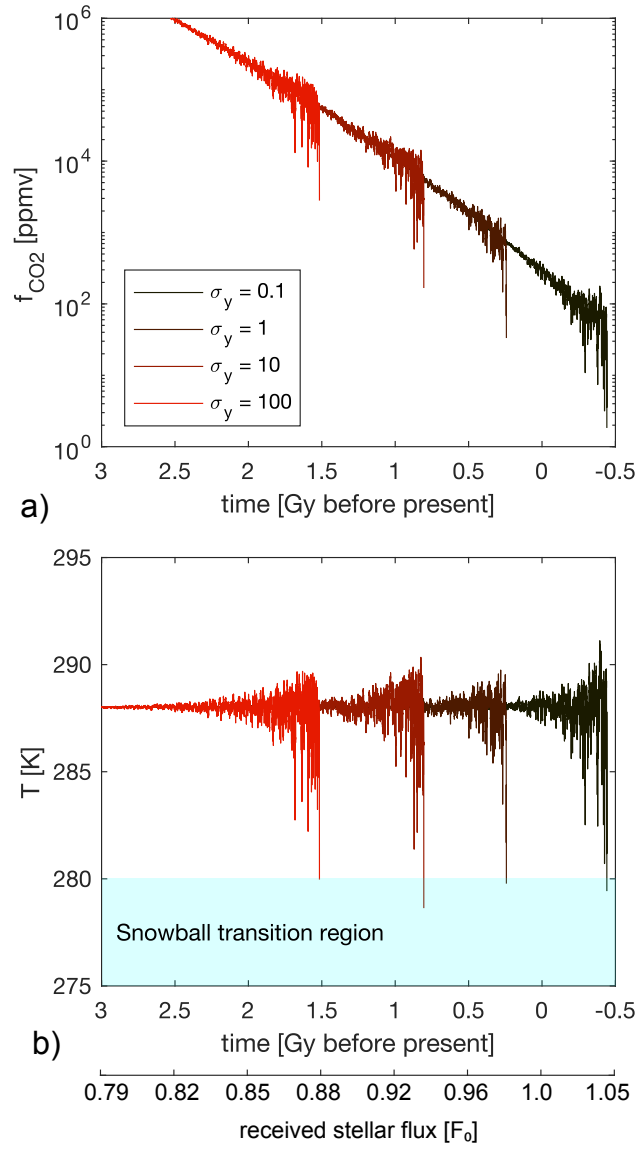 10^6
10^4
10^2
10^0
f_CO2 [ppmv]
σ_y = 0.1
σ_y = 1
σ_y = 10
σ_y = 100
3 2.5 2 1.5 1 0.5 0 -0.5
time [Gy before present]
a)
295
290
285
280
275
T [K]
Snowball transition region
3 2.5 2 1.5 1 0.5 0 -0.5
time [Gy before present]
b)
0.79 0.82 0.85 0.88 0.92 0.96 1.0 1.05
received stellar flux [F₀]